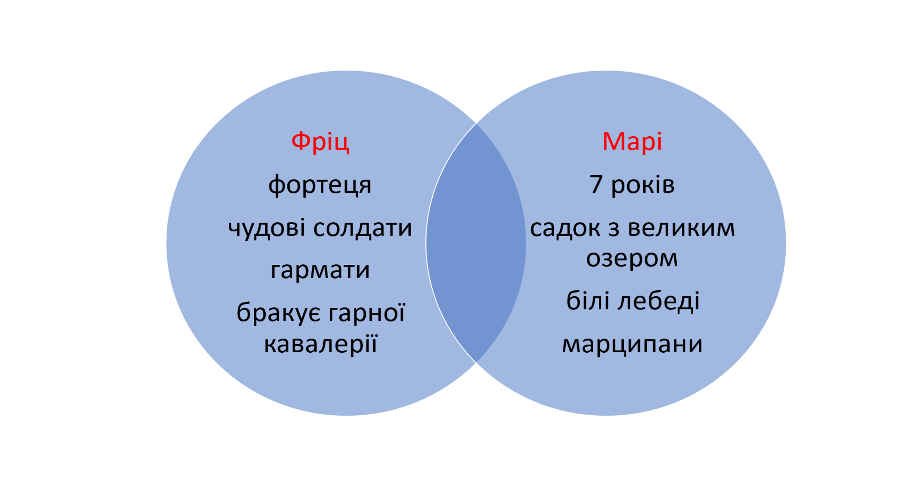 Фріц
фортеця
чудові солдати
гармати
бракує гарної
кавалерії
Марі
7 років
садок з великим
озером
білі лебеді
марципани